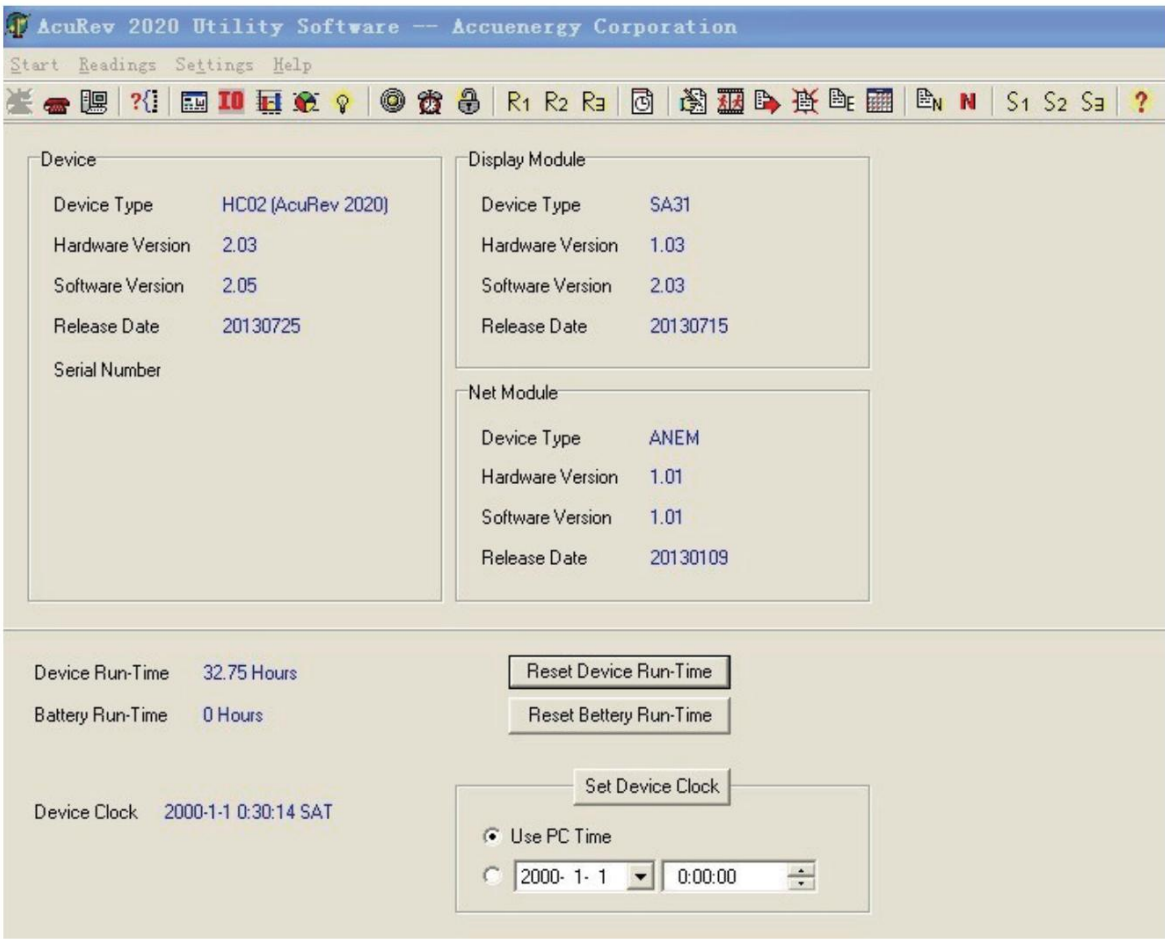 AcuRev 2020 Utility Software -- Accuenergy Corporation
Start Readings Settings Help
?{} IO R1 R2 R3 E N N S1 S2 S3 ?
Device
Device Type HC02 (AcuRev 2020)
Hardware Version 2.03
Software Version 2.05
Release Date 20130725
Serial Number
Display Module
Device Type SA31
Hardware Version 1.03
Software Version 2.03
Release Date 20130715
Net Module
Device Type ANEM
Hardware Version 1.01
Software Version 1.01
Release Date 20130109
Device Run-Time 32.75 Hours Reset Device Run-Time
Battery Run-Time 0 Hours Reset Bettery Run-Time
Set Device Clock
Device Clock 2000-1-1 0:30:14 SAT
Use PC Time
2000- 1- 1 0:00:00